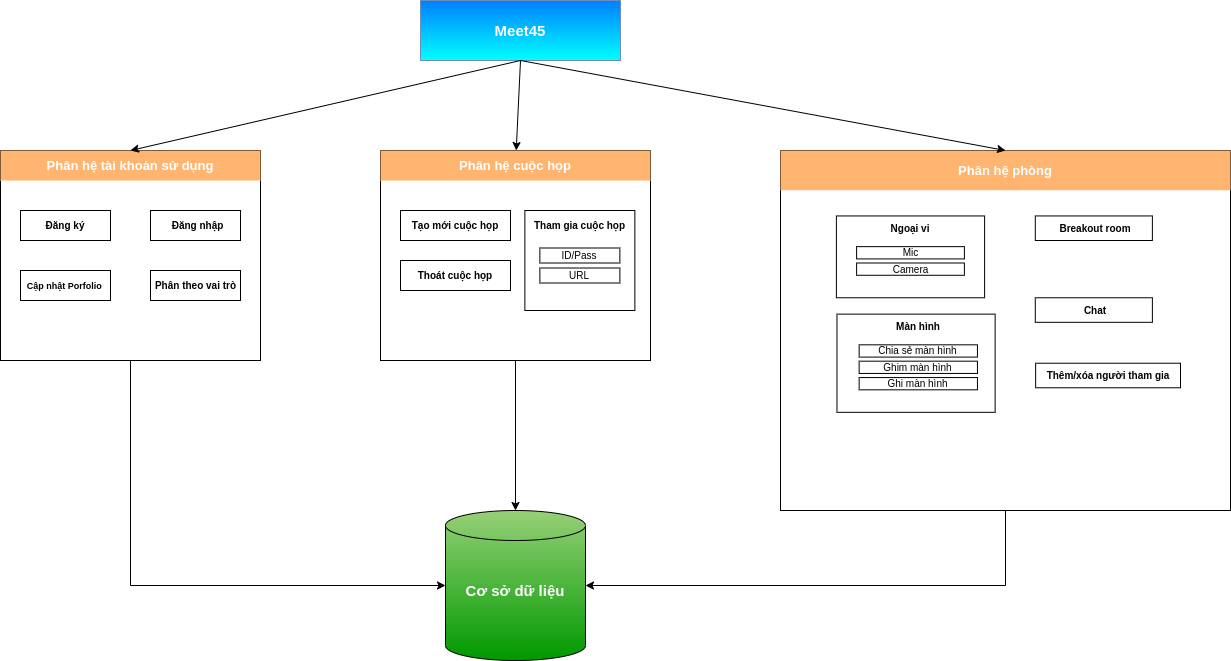 Meet45
Phân hệ tài khoản sử dụng
Đăng ký
Đăng nhập
Cập nhật Porfolio
Phân theo vai trò
Phân hệ cuộc họp
Tạo mới cuộc họp
Thoát cuộc họp
Tham gia cuộc họp
ID/Pass
URL
Phân hệ phòng
Ngoại vi
Mic
Camera
Breakout room
Màn hình
Chia sẻ màn hình
Ghim màn hình
Ghi màn hình
Chat
Thêm/xóa người tham gia
Cơ sở dữ liệu